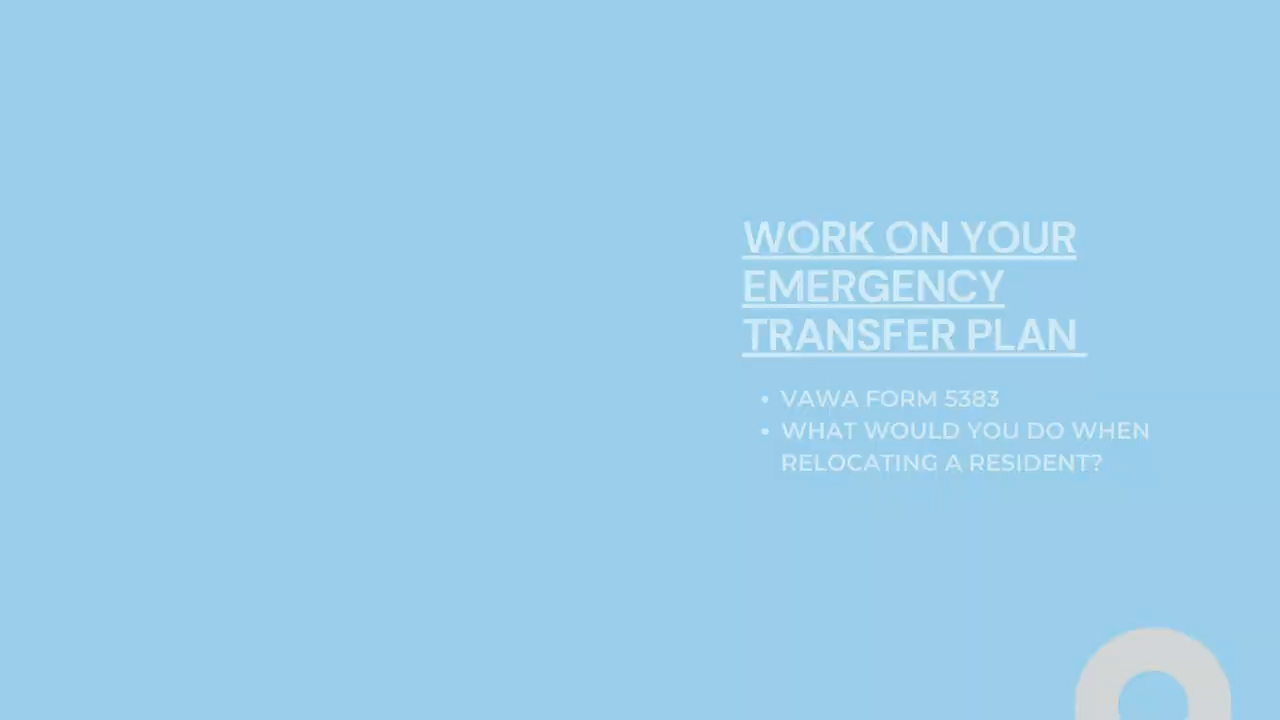 WORK ON YOUR
EMERGENCY
TRANSFER PLAN
• VAWA FORM 5383
• WHAT WOULD YOU DO WHEN
RELOCATING A RESIDENT?